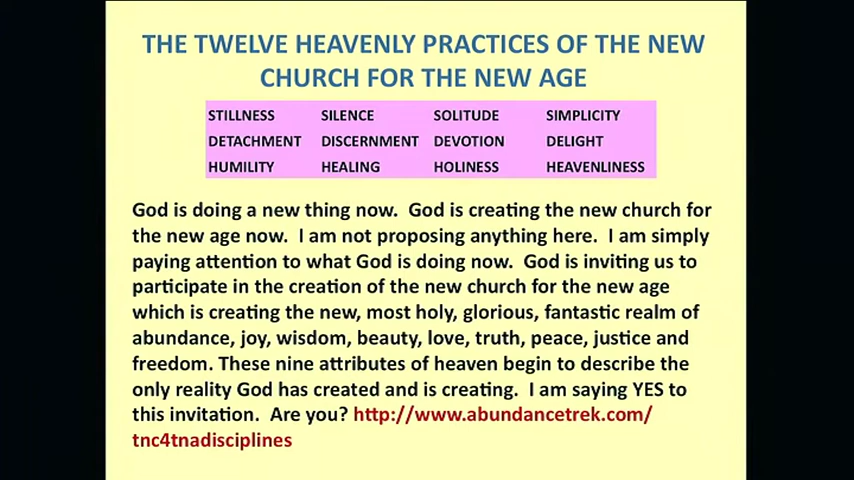 THE TWELVE HEAVENLY PRACTICES OF THE NEW
CHURCH FOR THE NEW AGE
STILLNESS SILENCE SOLITUDE SIMPLICITY
DETACHMENT DISCERNMENT DEVOTION DELIGHT
HUMILITY HEALING HOLINESS HEAVENLINESS
God is doing a new thing now.  God is creating the new church for
the new age now.  I am not proposing anything here.  I am simply
paying attention to what God is doing now.  God is inviting us to
participate in the creation of the new church for the new age
which is creating the new, most holy, glorious, fantastic realm of
abundance, joy, wisdom, beauty, love, truth, peace, justice and
freedom. These nine attributes of heaven begin to describe the
only reality God has created and is creating.  I am saying YES to
this invitation.  Are you? http://www.abundancetrek.com/
tnc4tnadisciplines